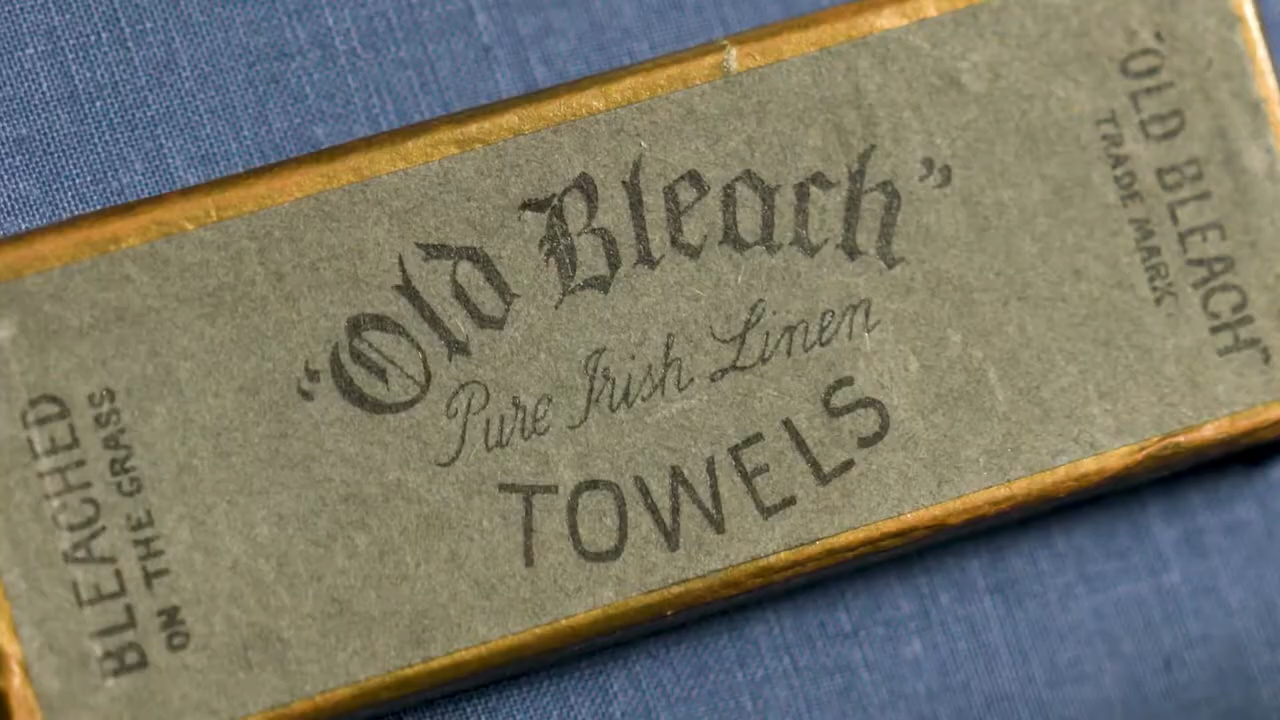 BLEACHED
ON THE GRASS
"Old Bleach"
Pure Irish Linen
TOWELS
"OLD BLEACH"
TRADE MARK